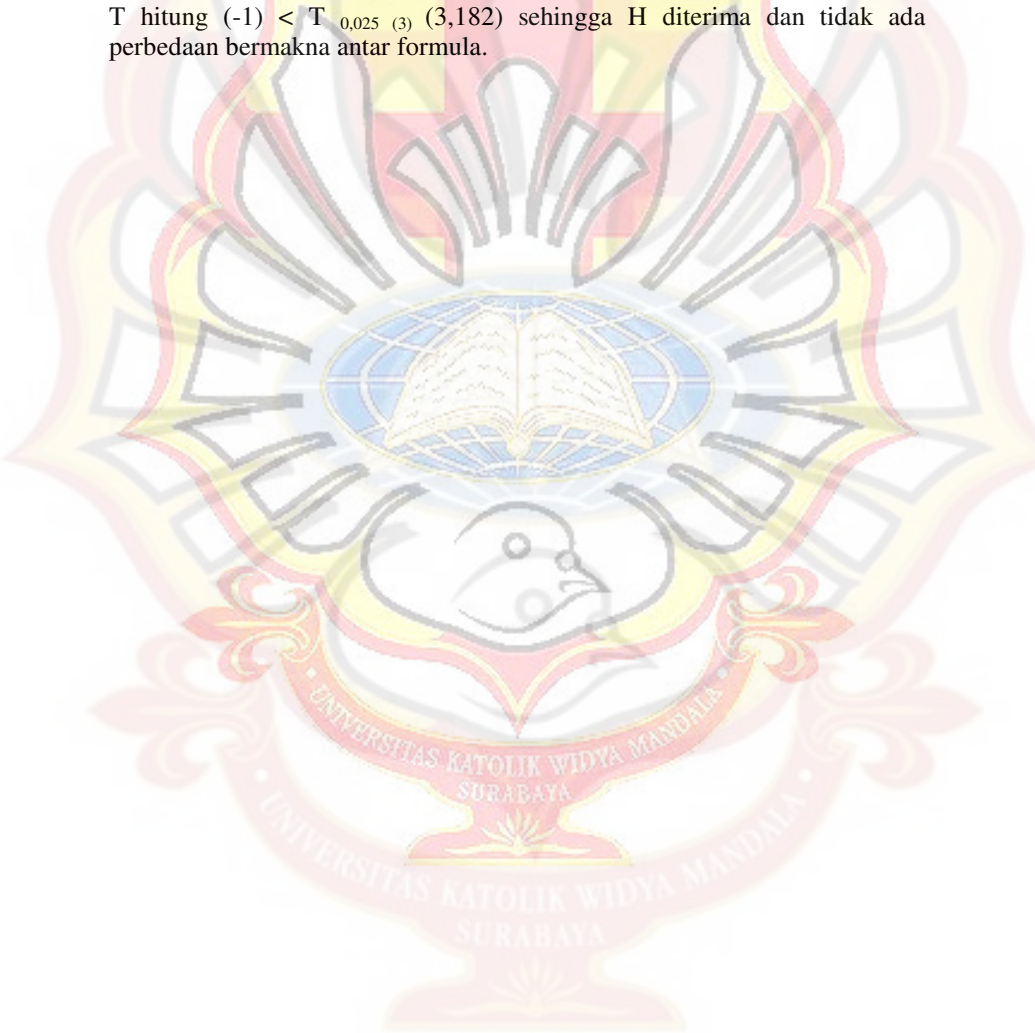 T hitung (-1) < T 0,025 (3) (3,182) sehingga H diterima dan tidak ada
perbedaan bermakna antar formula.
UNIVERSITAS KATOLIK WIDYA MANDALA
SURABAYA
UNIVERSITAS KATOLIK WIDYA MANDALA
SURABAYA